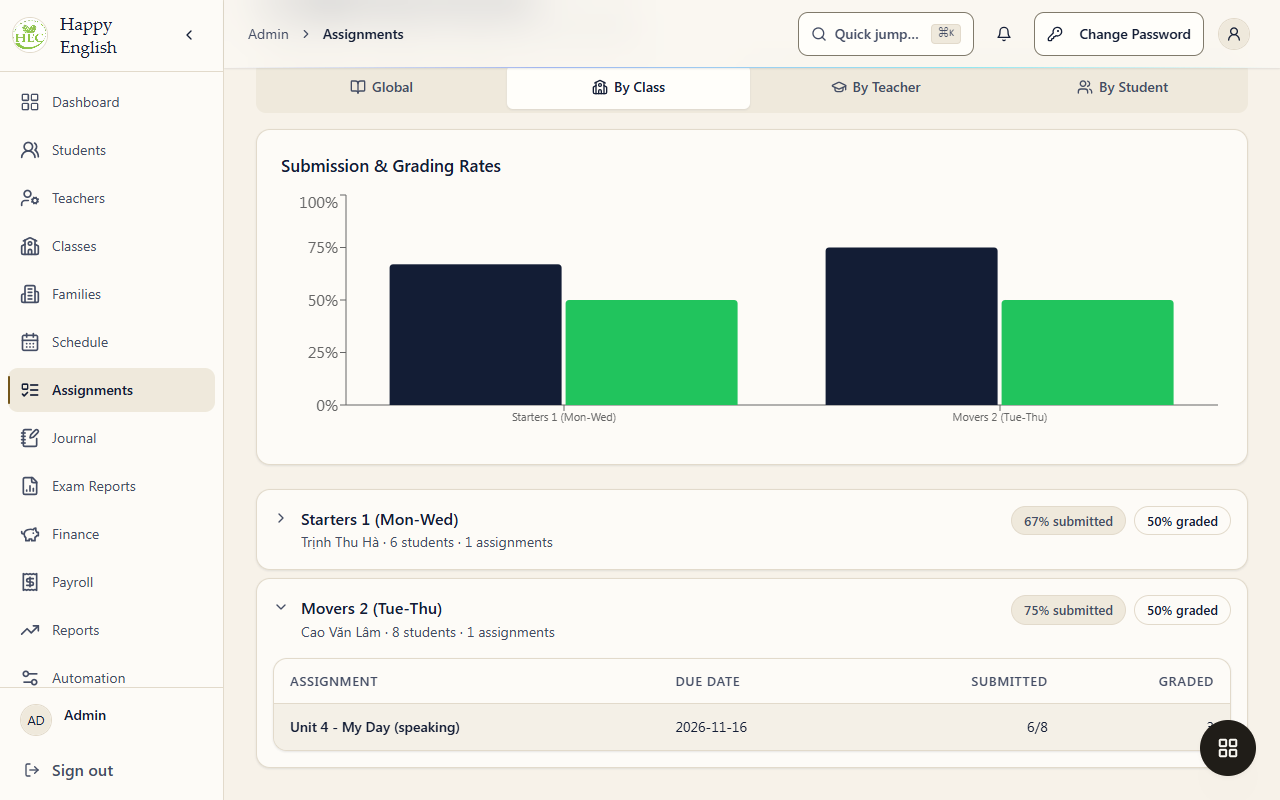 HEC
Happy
English
Admin
Assignments
Quick jump...
⌘K
Change Password
Dashboard
Students
Teachers
Classes
Families
Schedule
Assignments
Journal
Exam Reports
Finance
Payroll
Reports
Automation
AD
Admin
Sign out
Global
By Class
By Teacher
By Student
Submission & Grading Rates
100%
75%
50%
25%
0%
Starters 1 (Mon-Wed)
Movers 2 (Tue-Thu)
Starters 1 (Mon-Wed)
67% submitted
50% graded
Trịnh Thu Hà · 6 students · 1 assignments
Movers 2 (Tue-Thu)
75% submitted
50% graded
Cao Văn Lâm · 8 students · 1 assignments
ASSIGNMENT
DUE DATE
SUBMITTED
GRADED
Unit 4 - My Day (speaking)
2026-11-16
6/8